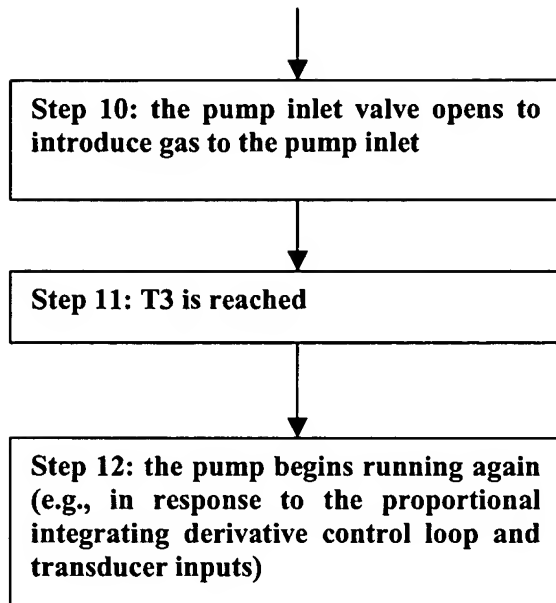 Step 10: the pump inlet valve opens to
introduce gas to the pump inlet
Step 11: T3 is reached
Step 12: the pump begins running again
(e.g., in response to the proportional
integrating derivative control loop and
transducer inputs)